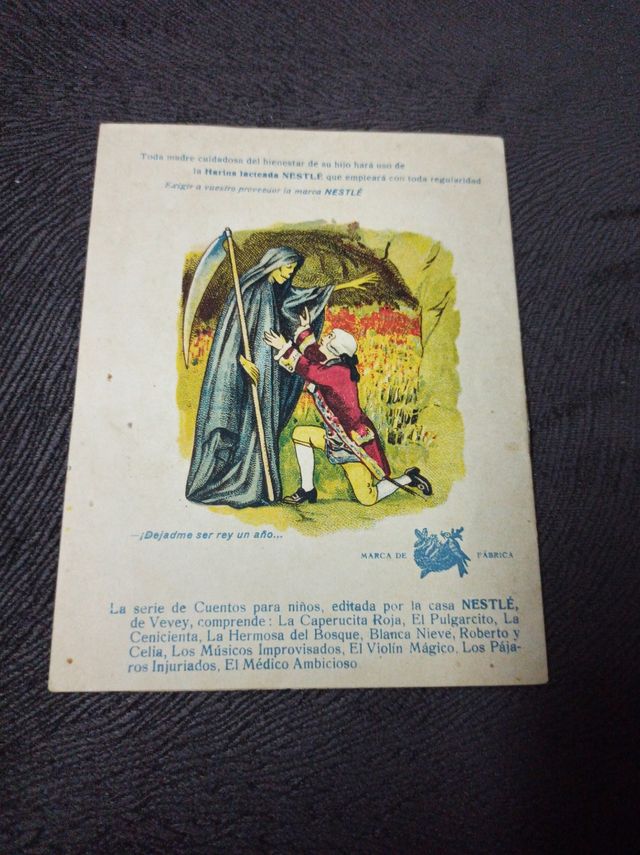 Toda madre cuidadosa del bienestar de su hijo hará uso de
la Harina lacteada NESTLÉ que empleará con toda regularidad
Exigir a vuestro proveedor la marca NESTLÉ
—¡Dejadme ser rey un año...
MARCA DE FÁBRICA
La serie de Cuentos para niños, editada por la casa NESTLÉ,
de Vevey, comprende: La Caperucita Roja, El Pulgarcito, La
Cenicienta, La Hermosa del Bosque, Blanca Nieve, Roberto y
Celia, Los Músicos Improvisados, El Violín Mágico, Los Pája-
ros Injuriados, El Médico Ambicioso